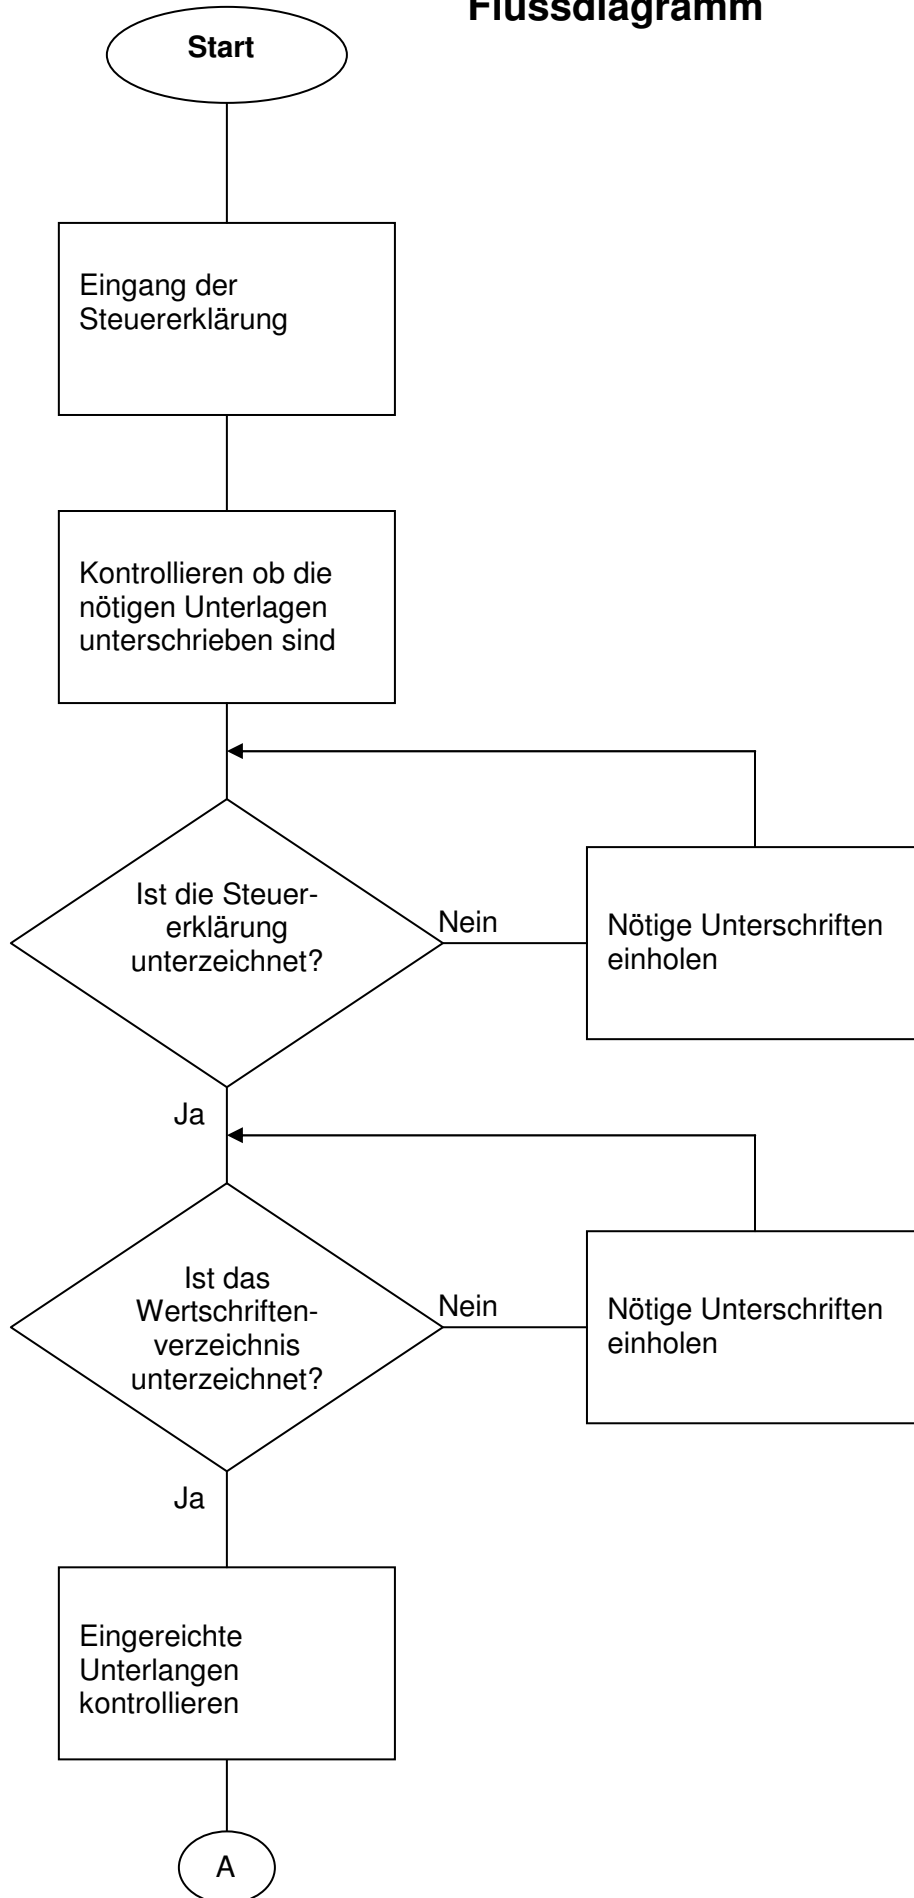 Flussdiagramm
Start
Eingang der
Steuererklärung
Kontrollieren ob die
nötigen Unterlagen
unterschrieben sind
Ist die Steuer-
erklärung
unterzeichnet?
Nein
Nötige Unterschriften
einholen
Ja
Ist das
Wertschriften-
verzeichnis
unterzeichnet?
Nein
Nötige Unterschriften
einholen
Ja
Eingereichte
Unterlangen
kontrollieren
A